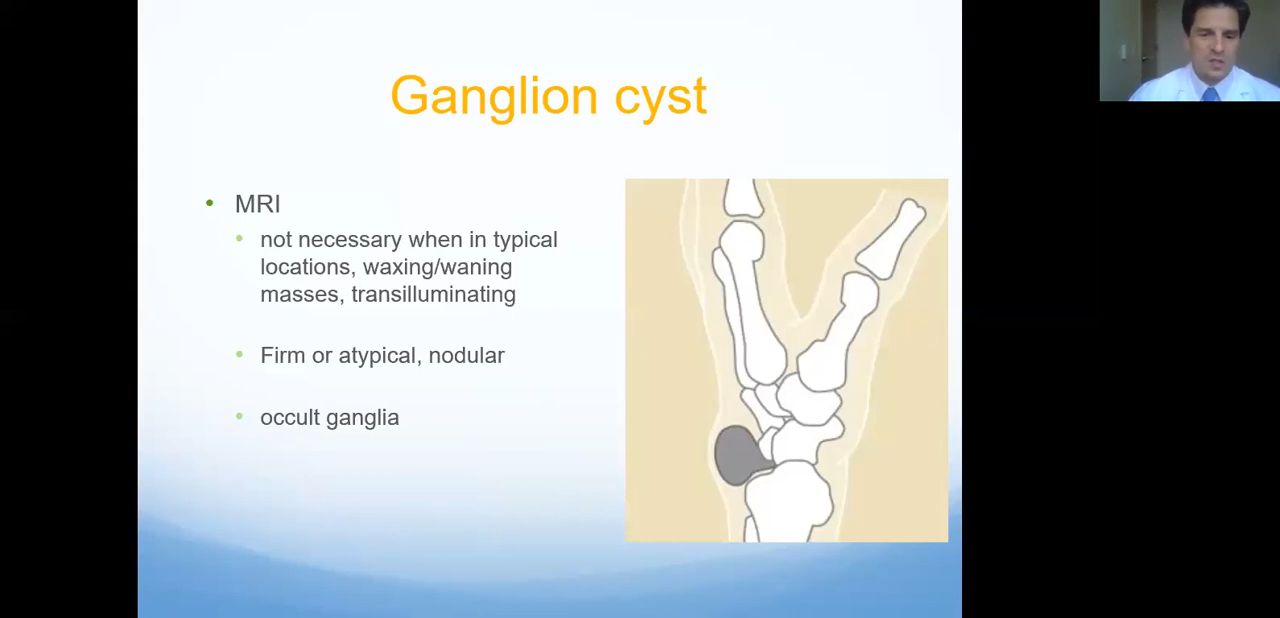 Ganglion cyst
• MRI
• not necessary when in typical
locations, waxing/waning
masses, transilluminating
• Firm or atypical, nodular
• occult ganglia